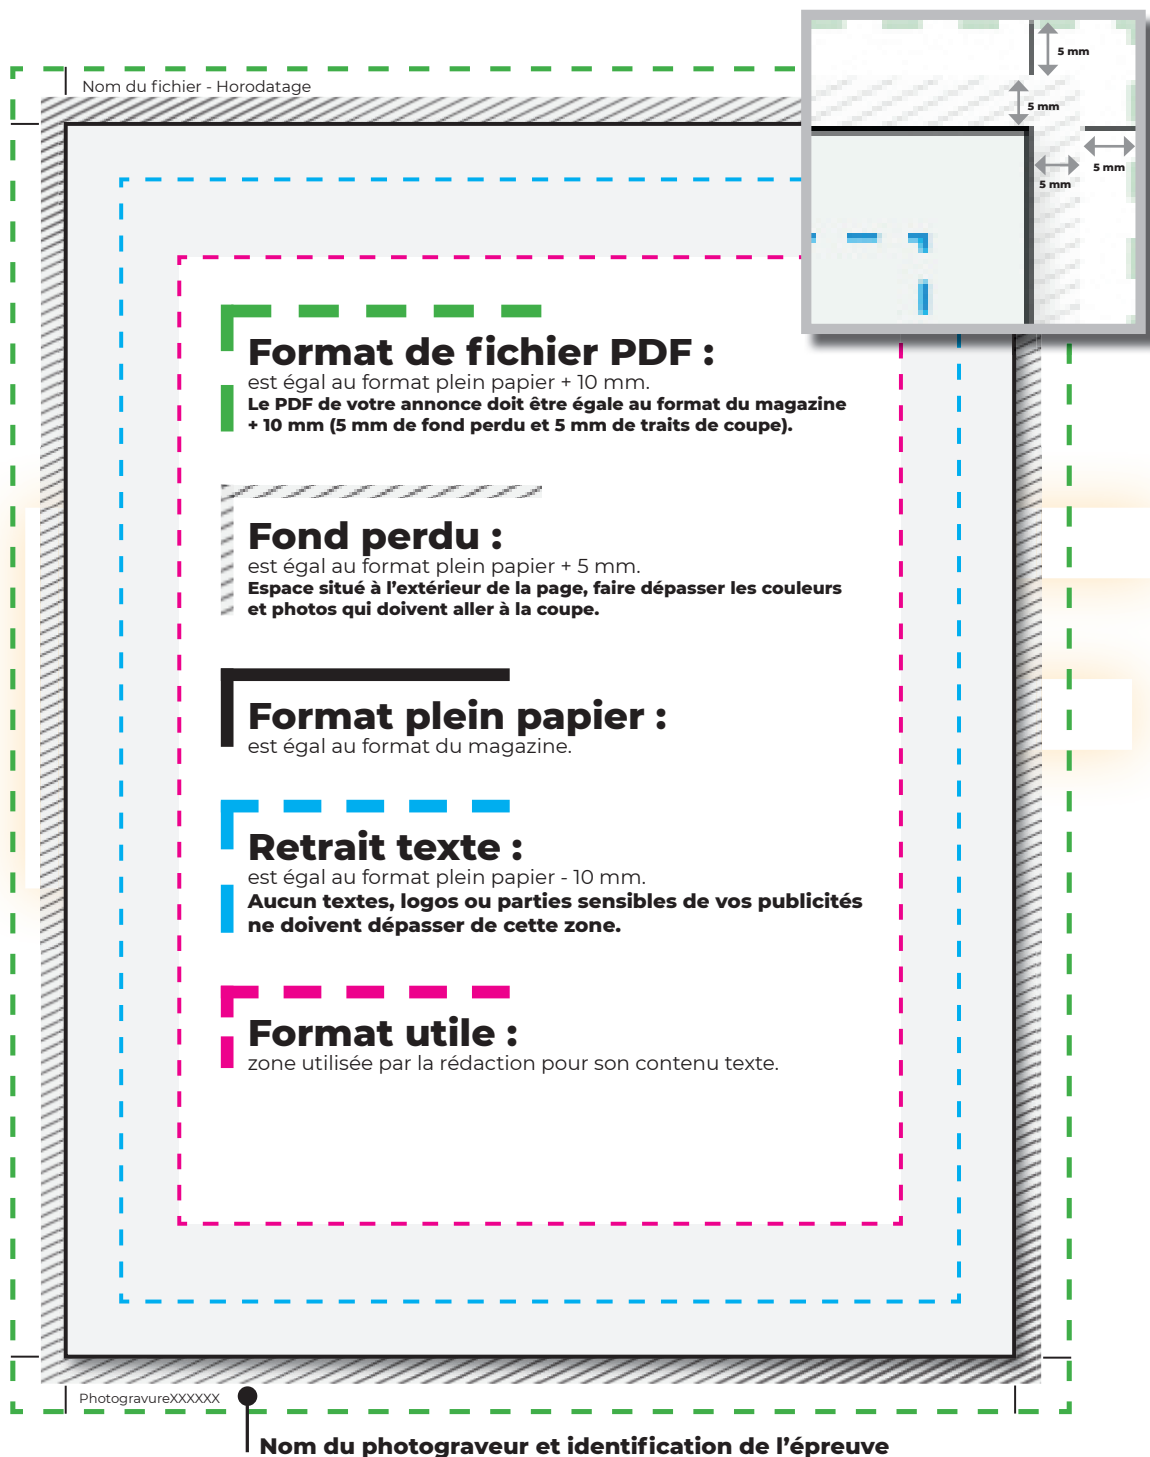 Nom du fichier - Horodatage
5 mm
5 mm
5 mm
5 mm
Format de fichier PDF :
est égal au format plein papier + 10 mm.
Le PDF de votre annonce doit être égale au format du magazine
+ 10 mm (5 mm de fond perdu et 5 mm de traits de coupe).
Fond perdu :
est égal au format plein papier + 5 mm.
Espace situé à l’extérieur de la page, faire dépasser les couleurs
et photos qui doivent aller à la coupe.
Format plein papier :
est égal au format du magazine.
Retrait texte :
est égal au format plein papier - 10 mm.
Aucun textes, logos ou parties sensibles de vos publicités
ne doivent dépasser de cette zone.
Format utile :
zone utilisée par la rédaction pour son contenu texte.
PhotogravureXXXXXX
Nom du photograveur et identification de l’épreuve